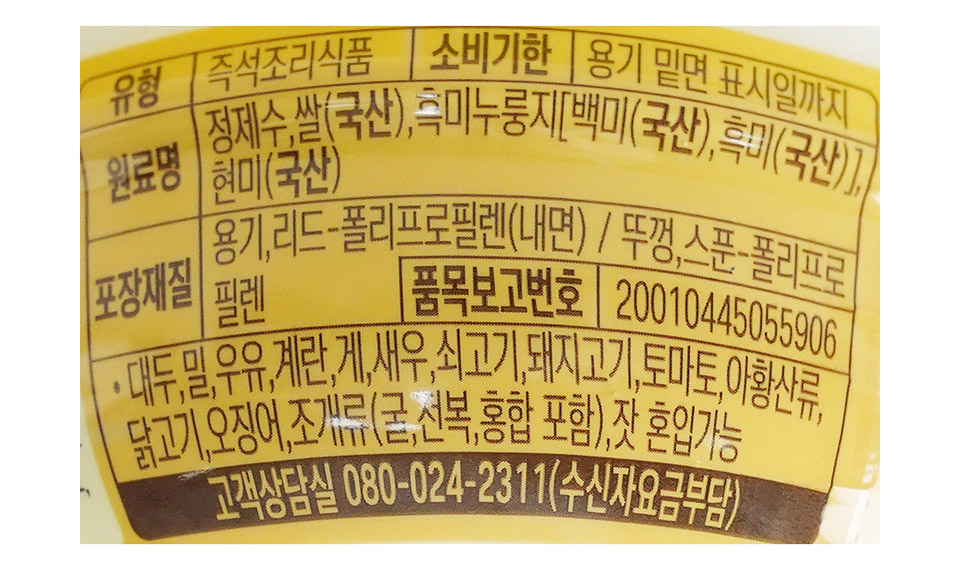 유형 즉석조리식품 소비기한 용기 밑면 표시일까지
원료명 정제수,쌀(국산),흑미누룽지[백미(국산),흑미(국산)],
현미(국산)
포장재질 용기,리드-폴리프로필렌(내면) / 뚜껑,스푼-폴리프로
필렌 품목보고번호 20010445055906
• 대두,밀,우유,계란,게,새우,쇠고기,돼지고기,토마토,아황산류,
닭고기,오징어,조개류(굴,전복,홍합 포함),잣 혼입가능
고객상담실 080-024-2311(수신자요금부담)